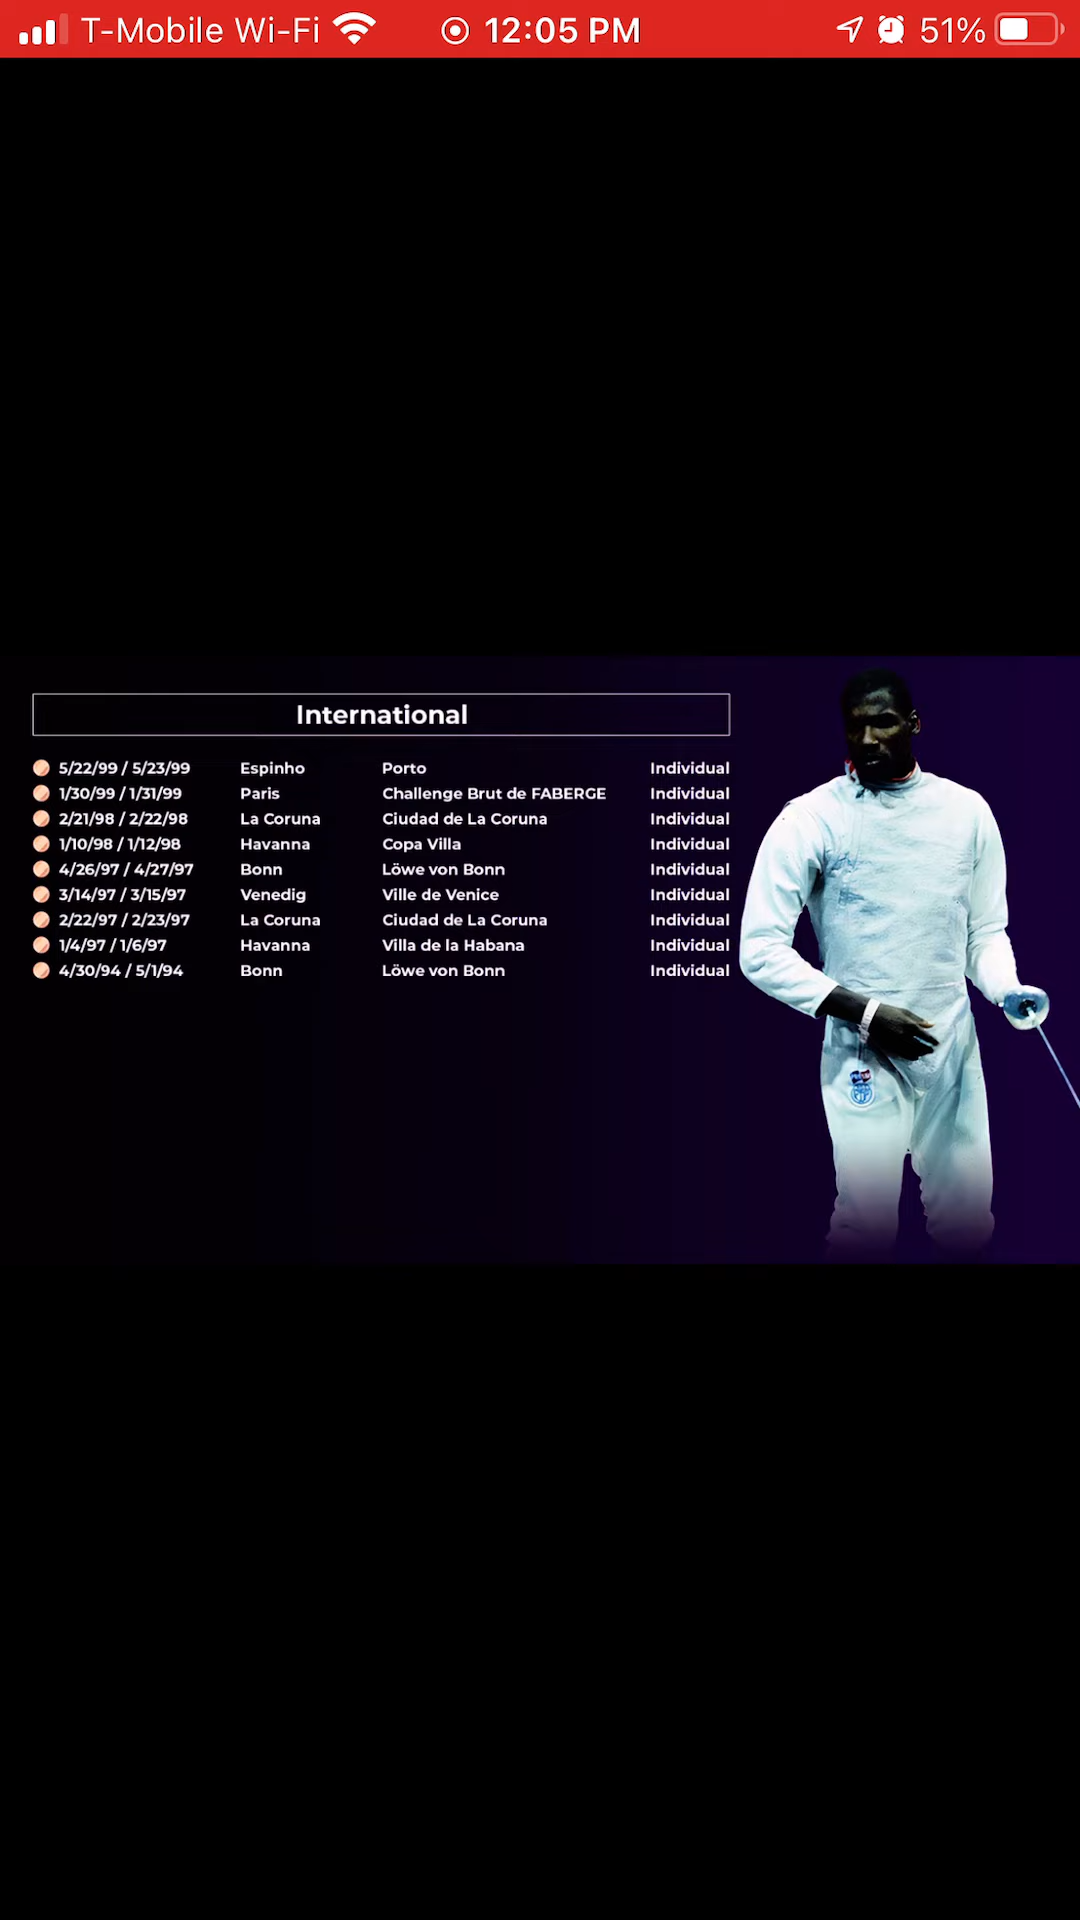 T-Mobile Wi-Fi 12:05 PM 51%
International
5/22/99 / 5/23/99 Espinho Porto Individual
1/30/99 / 1/31/99 Paris Challenge Brut de FABERGE Individual
2/21/98 / 2/22/98 La Coruna Ciudad de La Coruna Individual
1/10/98 / 1/12/98 Havanna Copa Villa Individual
4/26/97 / 4/27/97 Bonn Löwe von Bonn Individual
3/14/97 / 3/15/97 Venedig Ville de Venice Individual
2/22/97 / 2/23/97 La Coruna Ciudad de La Coruna Individual
1/4/97 / 1/6/97 Havanna Villa de la Habana Individual
4/30/94 / 5/1/94 Bonn Löwe von Bonn Individual